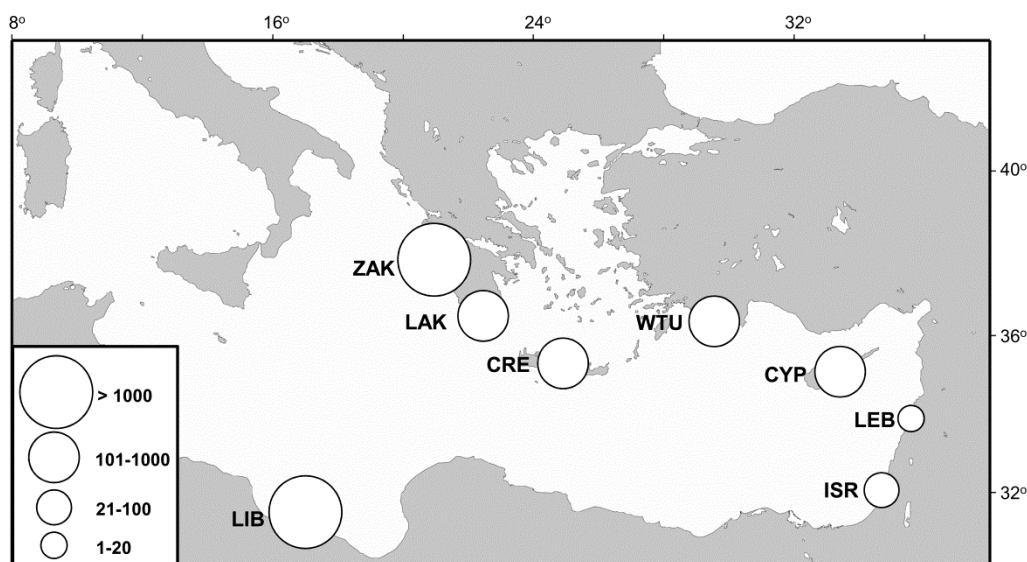 8º 16º 24º 32º
40º
ZAK
LAK
WTU
36º
CRE
CYP
> 1000
LEB
101-1000
ISR
32º
21-100
LIB
1-20